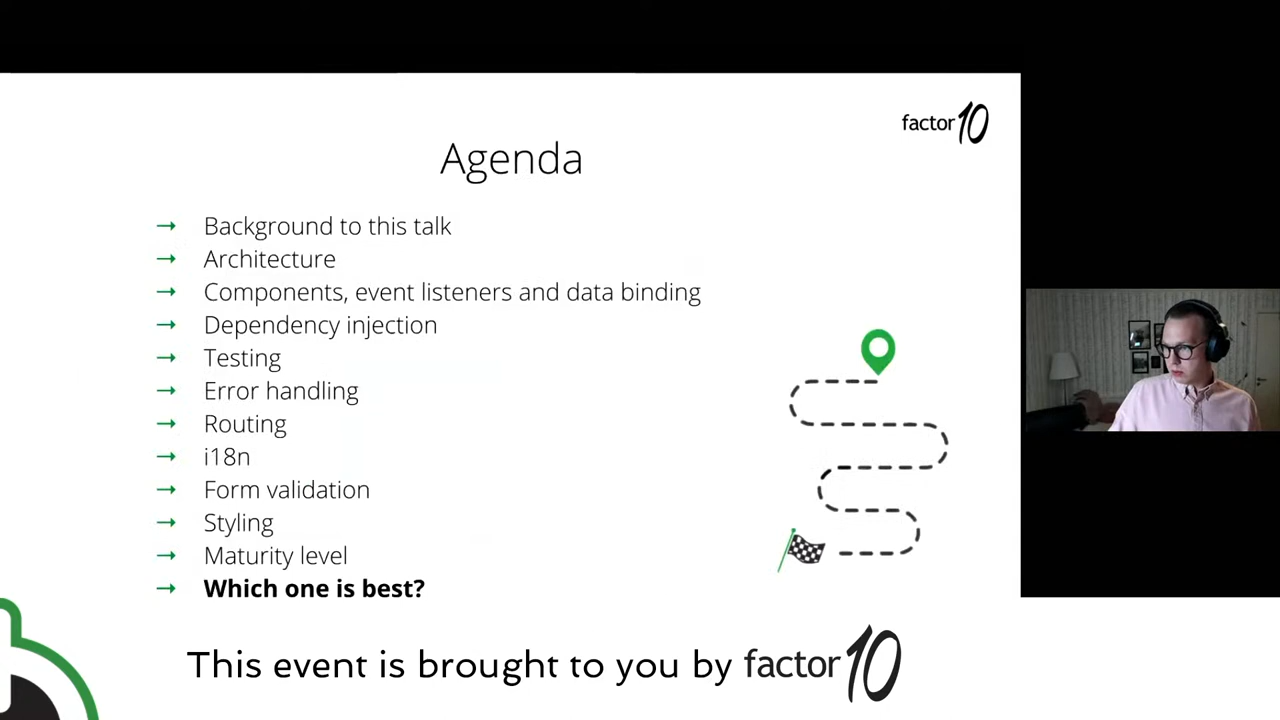 factor10
Agenda
→ Background to this talk
→ Architecture
→ Components, event listeners and data binding
→ Dependency injection
→ Testing
→ Error handling
→ Routing
→ i18n
→ Form validation
→ Styling
→ Maturity level
→ Which one is best?
This event is brought to you by factor10